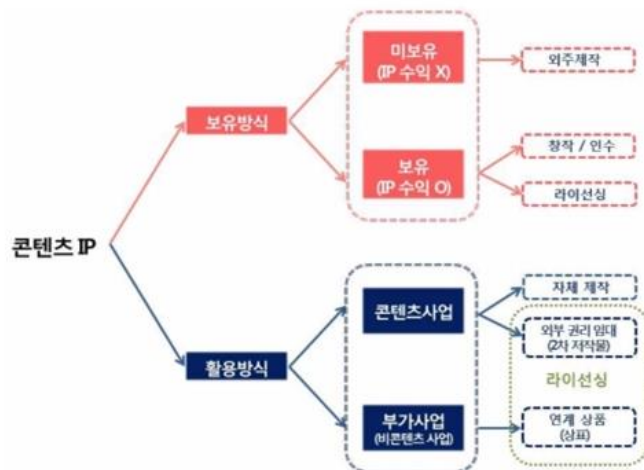 미보유
(IP 수익 X)
외주제작
보유방식
창작 / 인수
보유
(IP 수익 O)
라이선싱
콘텐츠 IP
자체 제작
콘텐츠사업
외부 권리 임대
(2차 저작물)
활용방식
라이선싱
부가사업
(비콘텐츠 사업)
연계 상품
(상표)